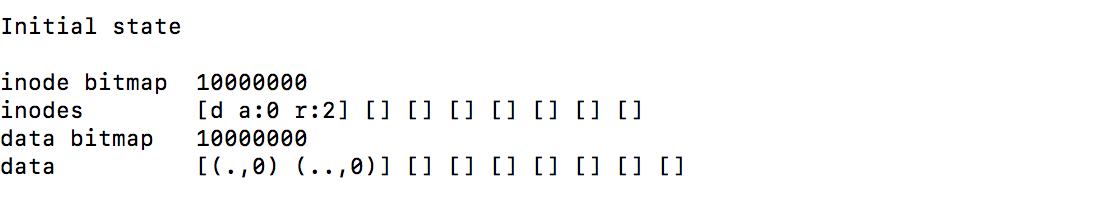 Initial state
inode bitmap  10000000
inodes        [d a:0 r:2] [] [] [] [] [] [] []
data bitmap   10000000
data          [(.,0) (..,0)] [] [] [] [] [] [] []